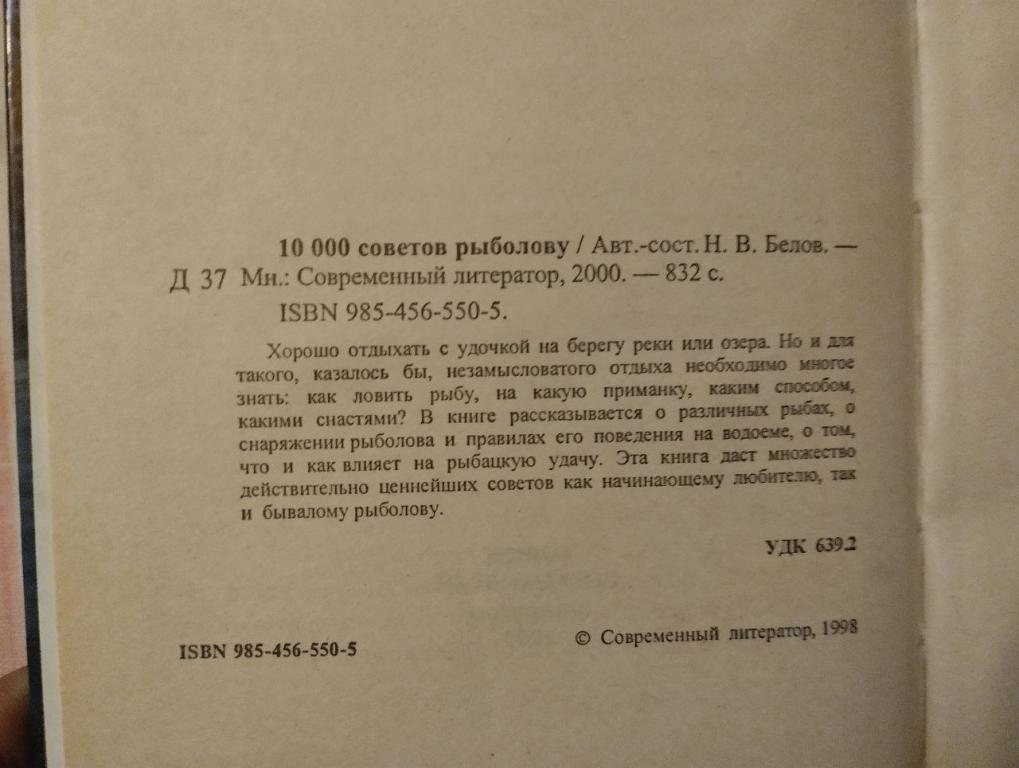 10 000 советов рыболову / Авт.-сост. Н. В. Белов. —
Д 37 Мн.: Современный литератор, 2000. — 832 с.
ISBN 985-456-550-5.
Хорошо отдыхать с удочкой на берегу реки или озера. Но и для
такого, казалось бы, незамысловатого отдыха необходимо многое
знать: как ловить рыбу, на какую приманку, каким способом,
какими снастями? В книге рассказывается о различных рыбах, о
снаряжении рыболова и правилах его поведения на водоеме, о том,
что и как влияет на рыбацкую удачу. Эта книга даст множество
действительно ценнейших советов как начинающему любителю, так
и бывалому рыболову.
УДК 639.2
ISBN 985-456-550-5
© Современный литератор, 1998